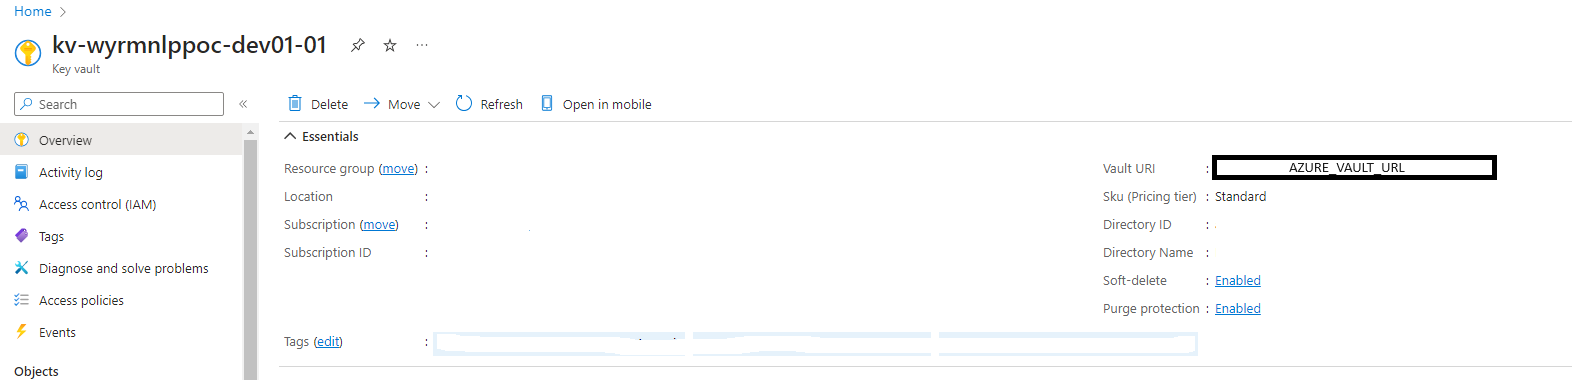 Home >
kv-wyrmnlppoc-dev01-01
Key vault
Search
Delete Move Refresh Open in mobile
Overview
Activity log
Access control (IAM)
Tags
Diagnose and solve problems
Access policies
Events
Objects
Essentials
Resource group (move) :
Location :
Subscription (move) :
Subscription ID :
Vault URI : AZURE_VAULT_URL
Sku (Pricing tier) : Standard
Directory ID :
Directory Name :
Soft-delete : Enabled
Purge protection : Enabled
Tags (edit) :